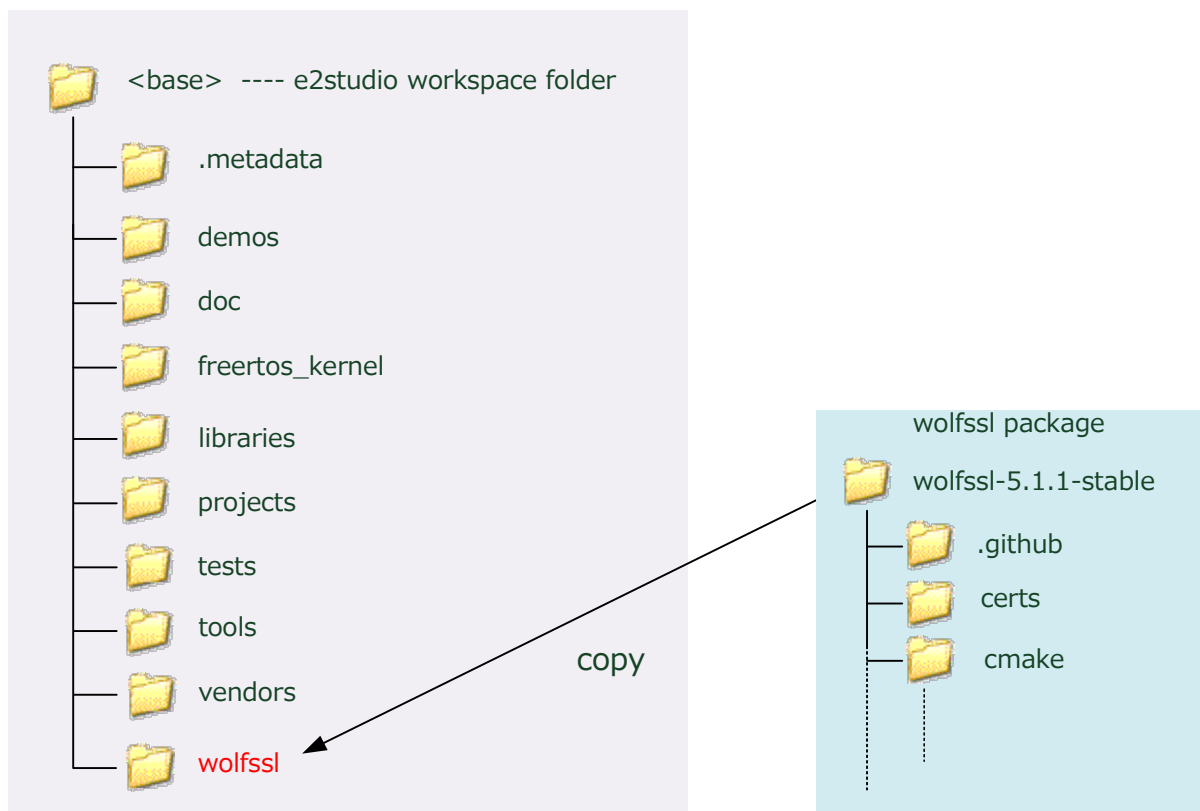 <base> ---- e2studio workspace folder
.metadata
demos
doc
freertos_kernel
libraries
projects
tests
tools
vendors
wolfssl
copy
wolfssl package
wolfssl-5.1.1-stable
.github
certs
cmake